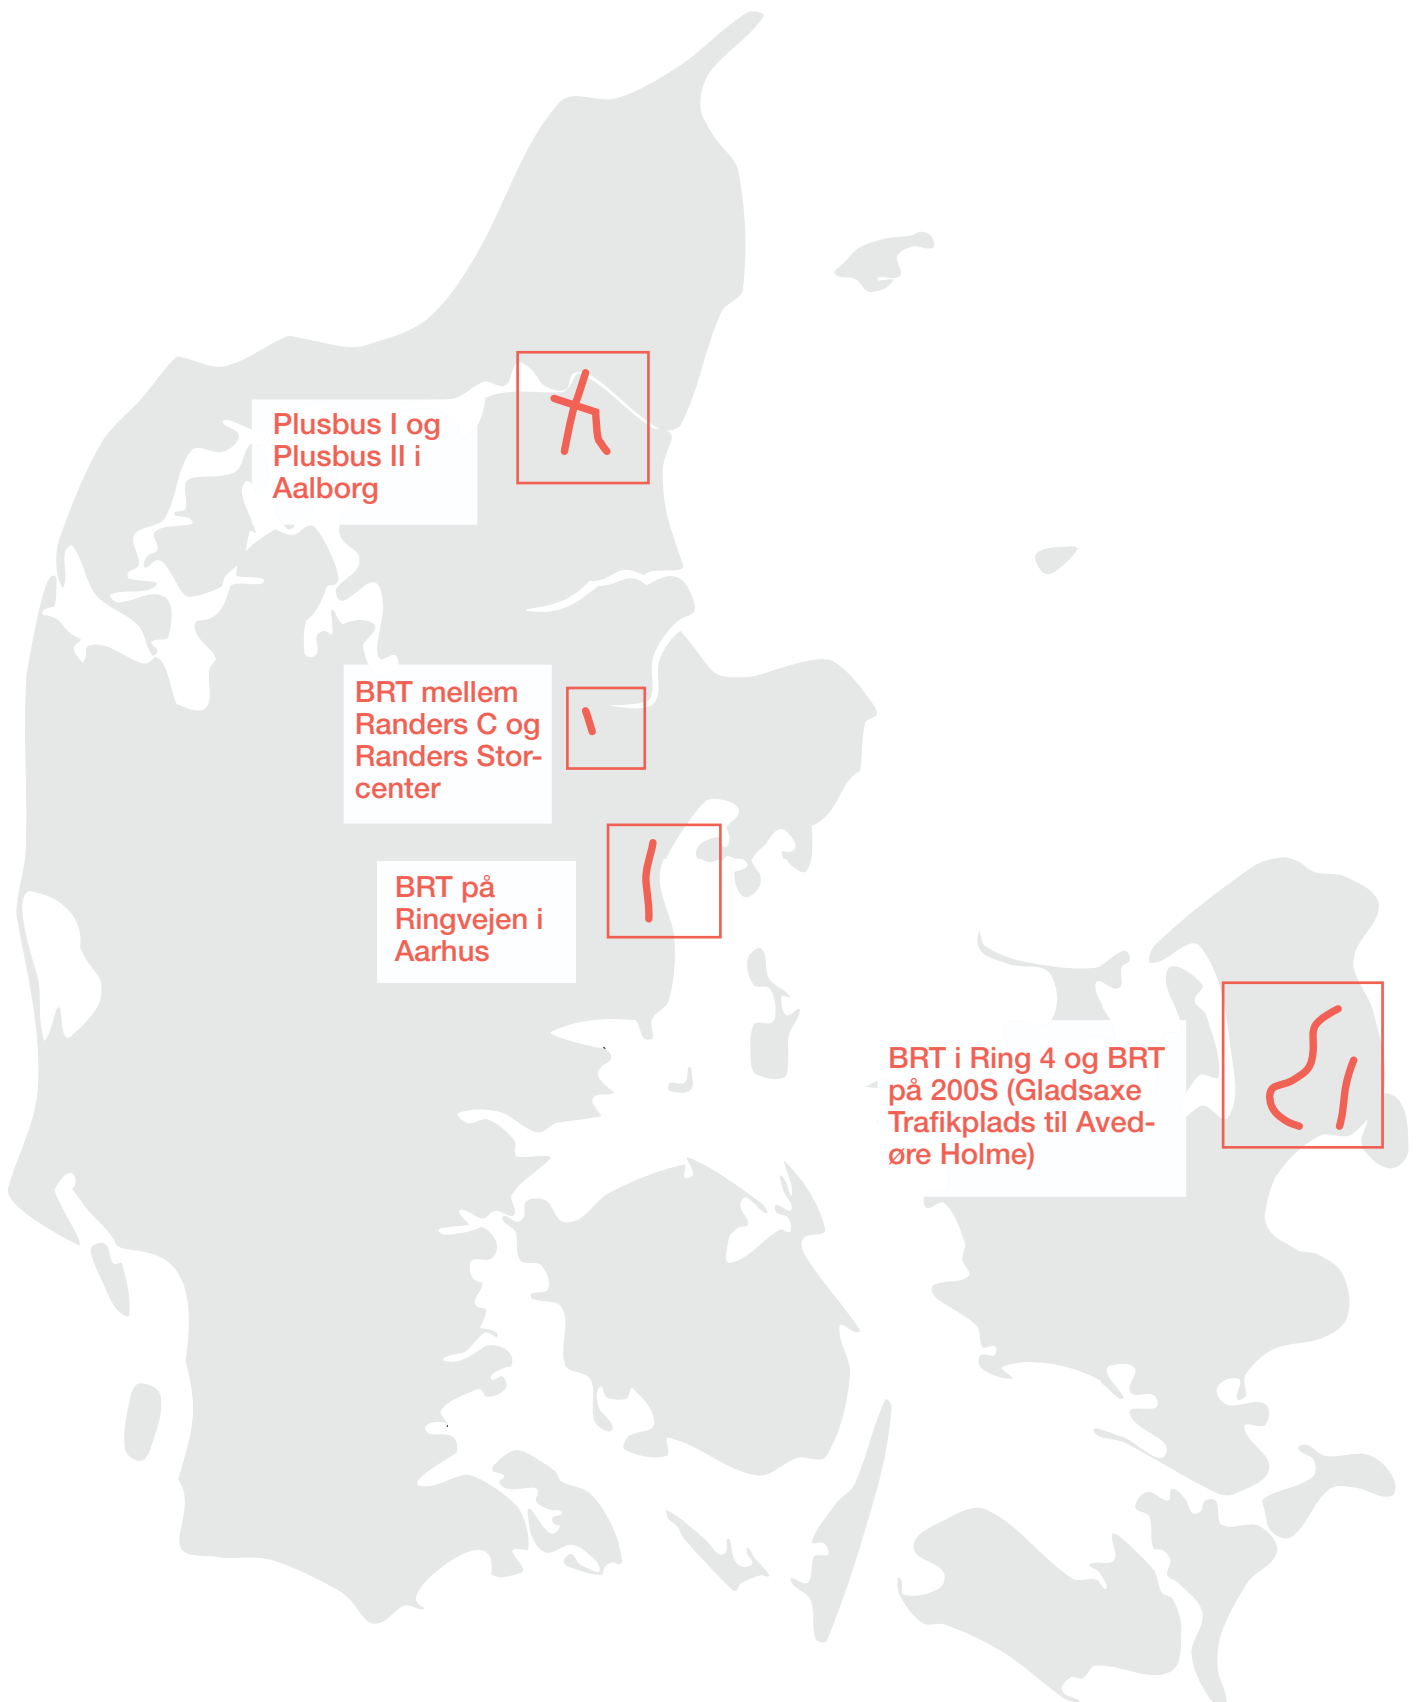 Plusbus I og
Plusbus II i
Aalborg
BRT mellem
Randers C og
Randers Stor-
center
BRT på
Ringvejen i
Aarhus
BRT i Ring 4 og BRT
på 200S (Gladsaxe
Trafikplads til Aved-
øre Holme)